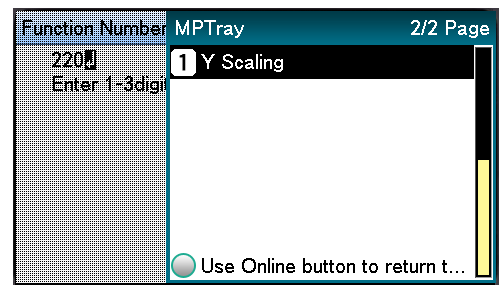 Function Number
220
Enter 1-3digi
MPTray 2/2 Page
1 Y Scaling
Use Online button to return t...